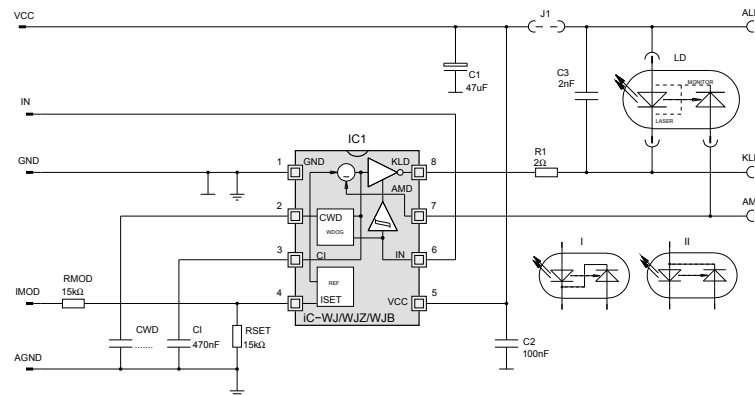 VCC
J1
ALD
LD
C1
47uF
C3
2nF
MONITOR
LASER
IN
IC1
R1
2Ω
GND
1
GND
KLD
8
KLD
AMD
2
CWD
WDOG
7
AM
3
CI
IN
6
I
II
REF
ISET
IMOD
RMOD
15kΩ
4
VCC
5
iC-WJ/WJZ/WJB
CWD
........
CI
470nF
RSET
15kΩ
C2
100nF
AGND